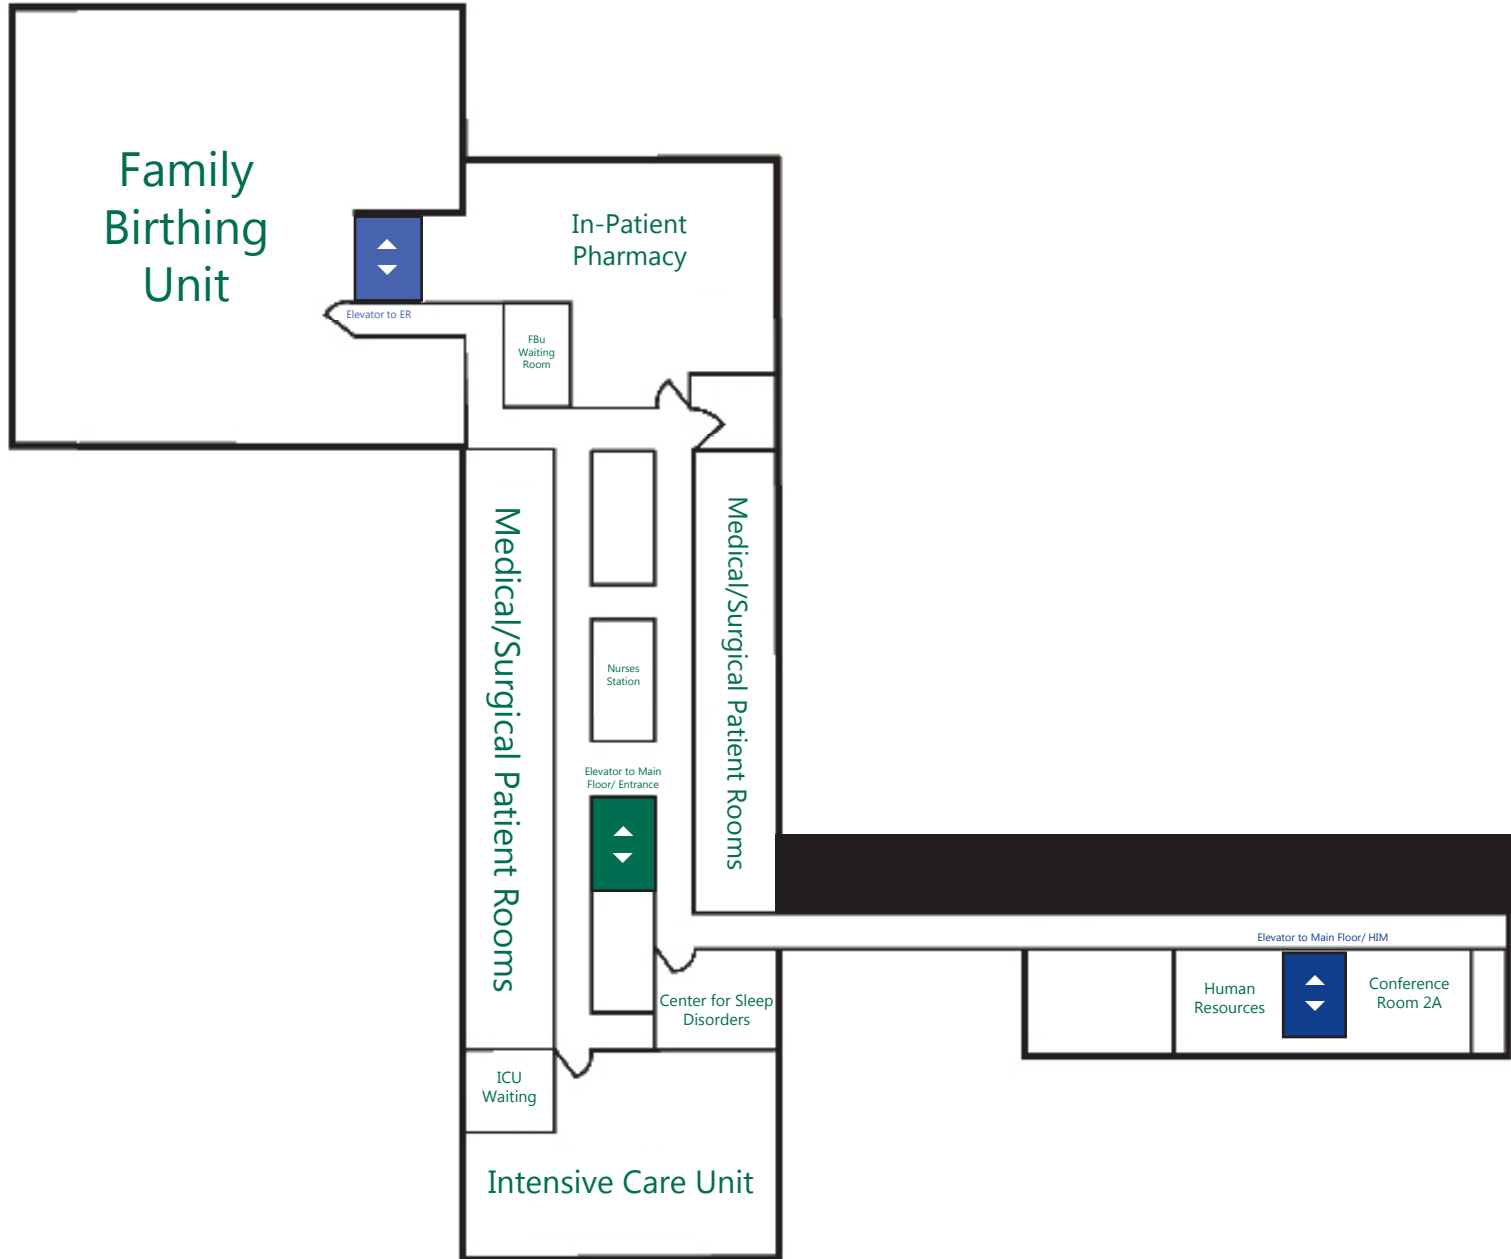 Family
Birthing
Unit
In-Patient
Pharmacy
Elevator to ER
FBu
Waiting
Room
Medical/Surgical Patient Rooms
Medical/Surgical Patient Rooms
Nurses
Station
Elevator to Main
Floor/ Entrance
Elevator to Main Floor/ HIM
Human
Resources
Conference
Room 2A
Center for Sleep
Disorders
ICU
Waiting
Intensive Care Unit